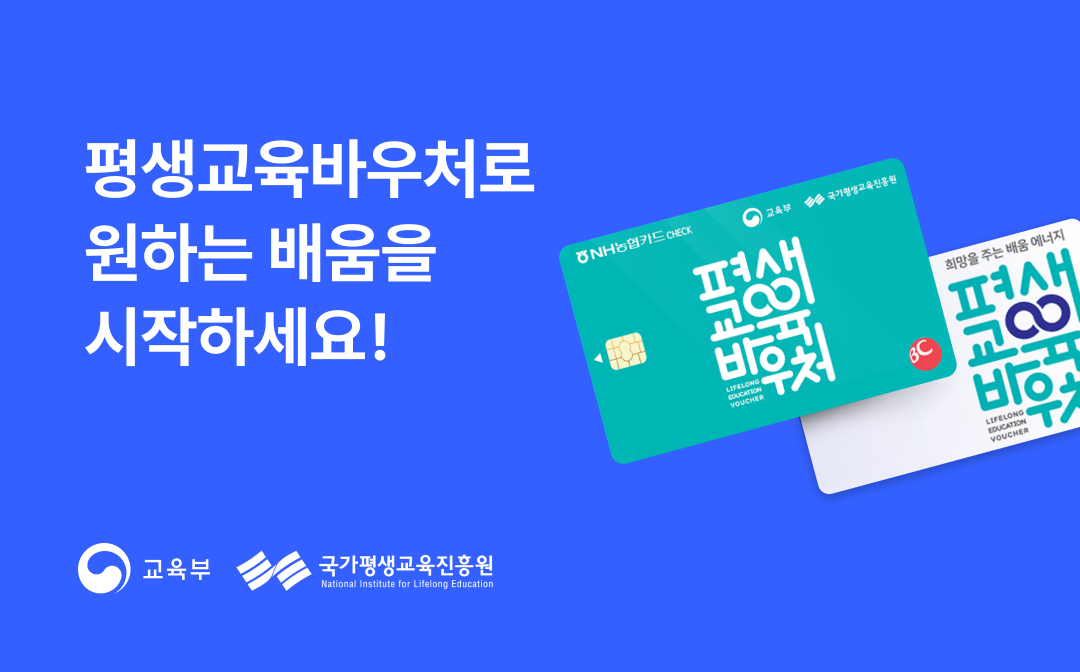 평생교육바우처로
원하는 배움을
시작하세요!
NH농협카드 CHECK
교육부
국가평생교육진흥원
평생
교육
바우처
LIFELONG
EDUCATION
VOUCHER
BC
희망을 주는 배움 에너지
평생
교육
바우처
LIFELONG
EDUCATION
VOUCHER
교육부
국가평생교육진흥원
National Institute for Lifelong Education